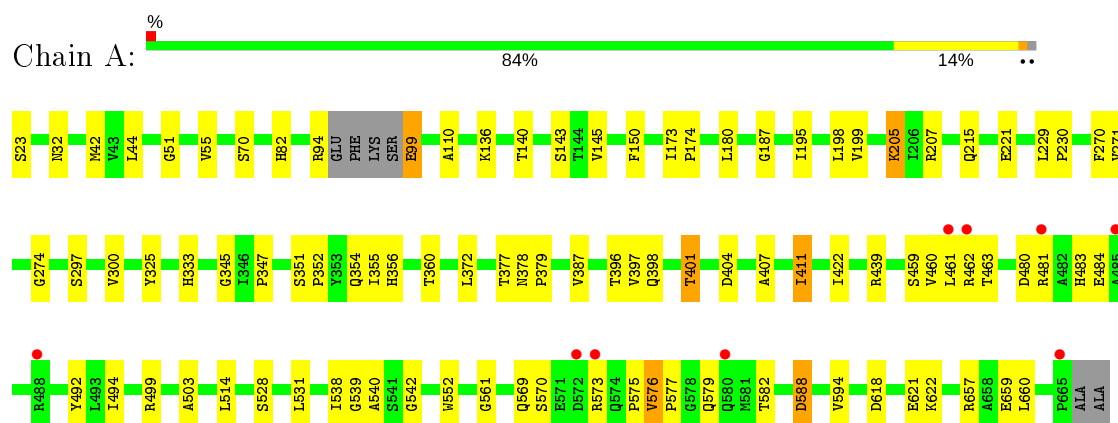 %
Chain A:
84% 14%
S23 N32 M42 V43 L44 G51 V55 S70 H82 R94 GLU PHE LYS SER E99 A110 K136 T140 S143 T144 V145 F150 I173 P174 L180 G187 I195 L198 V199 K205 I206 R207 Q215 E221 L229 P230 F270 V271
G274 S297 V300 Y325 H333 G345 I346 P347 S351 P352 Y353 Q354 I355 H356 T360 L372 T377 N378 P379 V387 T396 V397 Q398 T401 D404 A407 I411 I422 R439 S459 V460 L461 R462 T463 D480 R481 A482 H483 E484 A485
R488 Y492 L493 I494 R499 A503 L514 S528 L531 I538 G539 A540 S541 G542 W552 G561 Q569 S570 E571 D572 R573 Q574 P575 V576 P577 G578 Q579 Q580 M581 T582 D588 V594 D618 E621 K622 R657 A658 E659 L660 P665 ALA ALA